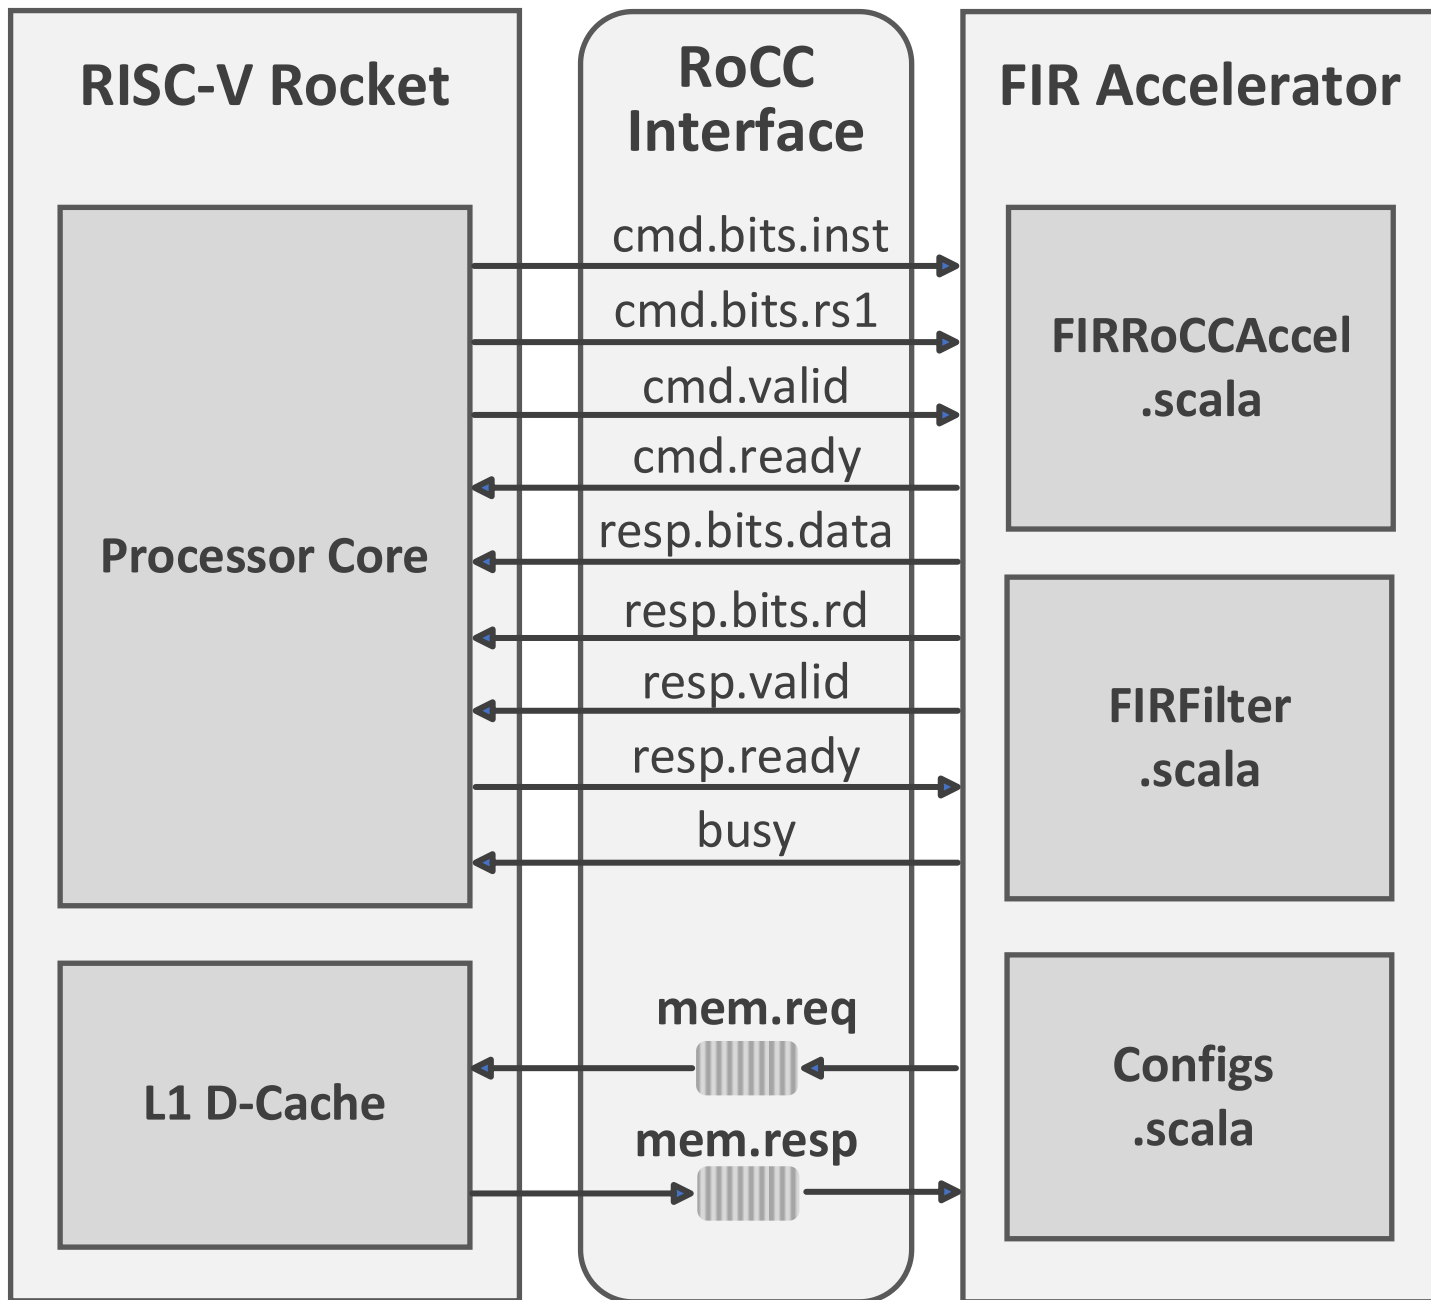 RISC-V Rocket
RoCC
Interface
FIR Accelerator
Processor Core
L1 D-Cache
cmd.bits.inst
cmd.bits.rs1
cmd.valid
cmd.ready
resp.bits.data
resp.bits.rd
resp.valid
resp.ready
busy
mem.req
mem.resp
FIRRoCCAccel
.scala
FIRFilter
.scala
Configs
.scala